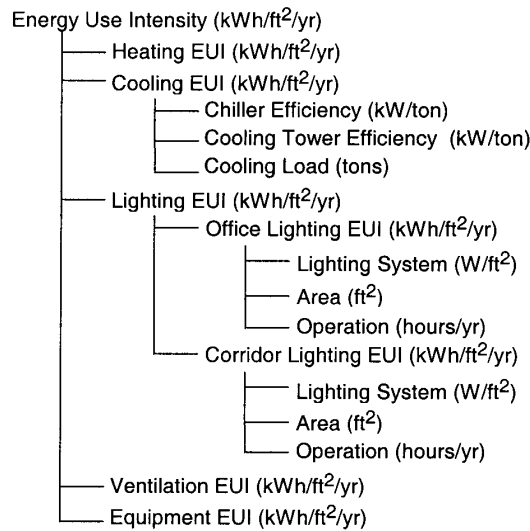 Energy Use Intensity (kWh/ft²/yr)
Heating EUI (kWh/ft²/yr)
Cooling EUI (kWh/ft²/yr)
Chiller Efficiency (kW/ton)
Cooling Tower Efficiency (kW/ton)
Cooling Load (tons)
Lighting EUI (kWh/ft²/yr)
Office Lighting EUI (kWh/ft²/yr)
Lighting System (W/ft²)
Area (ft²)
Operation (hours/yr)
Corridor Lighting EUI (kWh/ft²/yr)
Lighting System (W/ft²)
Area (ft²)
Operation (hours/yr)
Ventilation EUI (kWh/ft²/yr)
Equipment EUI (kWh/ft²/yr)